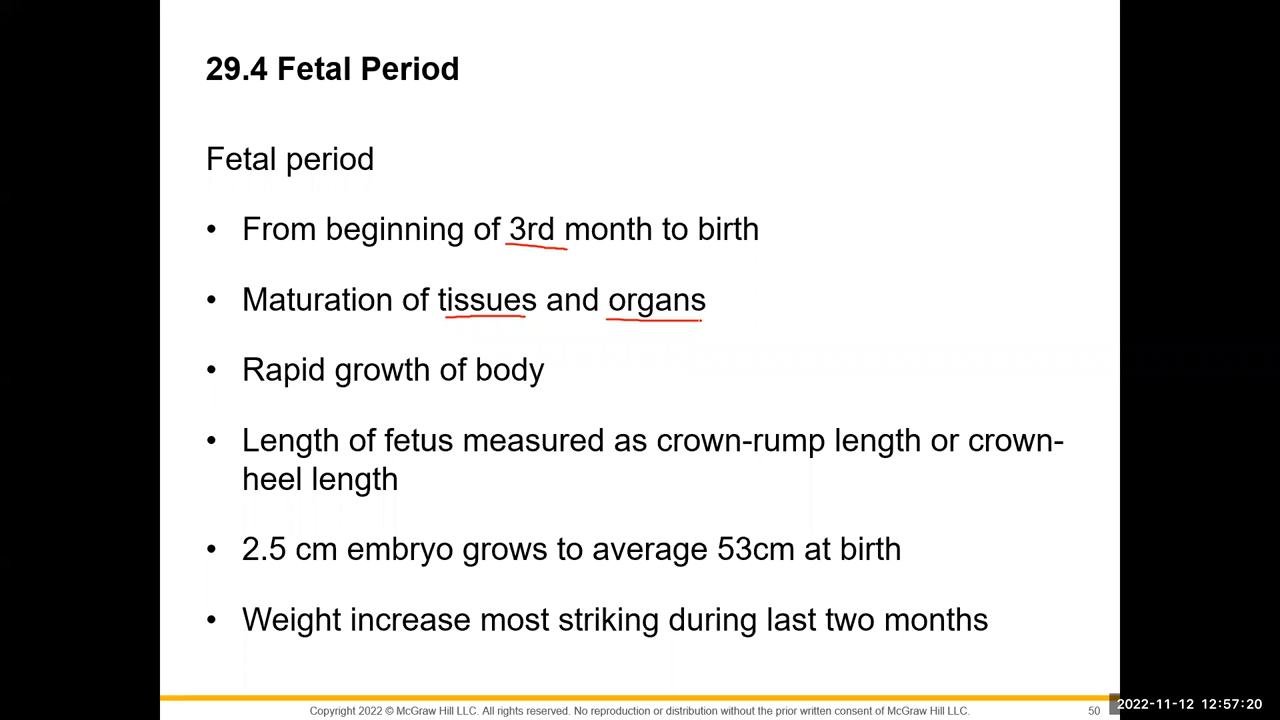 29.4 Fetal Period
Fetal period
• From beginning of 3rd month to birth
• Maturation of tissues and organs
• Rapid growth of body
• Length of fetus measured as crown-rump length or crown-
heel length
• 2.5 cm embryo grows to average 53cm at birth
• Weight increase most striking during last two months
Copyright 2022 © McGraw Hill LLC. All rights reserved. No reproduction or distribution without the prior written consent of McGraw Hill LLC.
50
2022-11-12 12:57:20